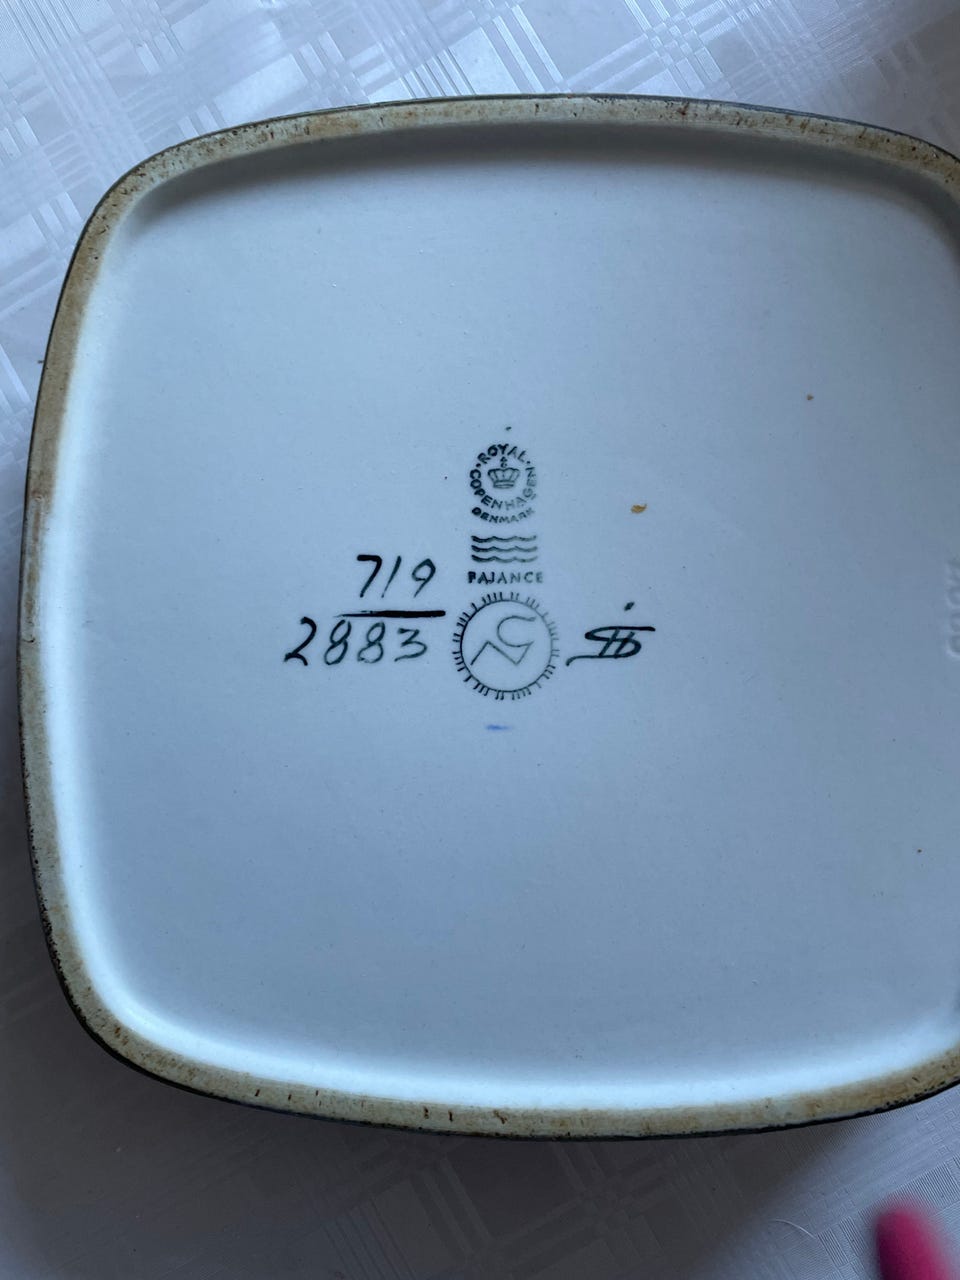 ROYAL
COPENHAGEN
DENMARK
FAJANCE
719
2883